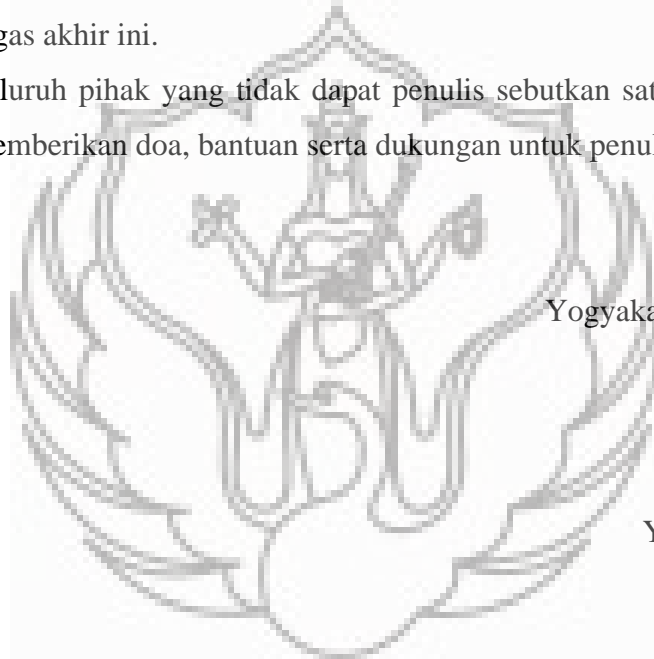 gas akhir ini.
luruh pihak yang tidak dapat penulis sebutkan sat
emberikan doa, bantuan serta dukungan untuk penul
Yogyaka
Y